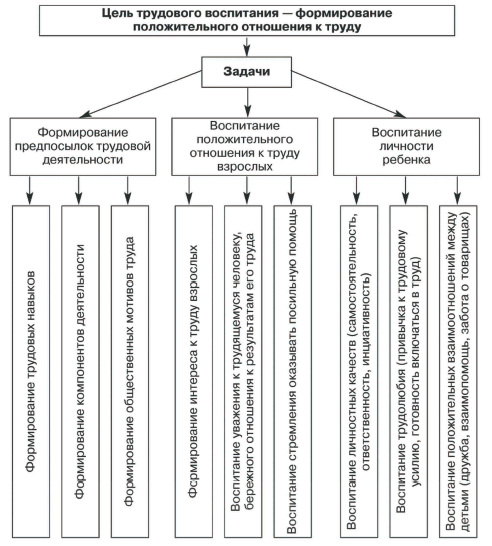 Цель трудового воспитания — формирование
положительного отношения к труду
Задачи
Формирование
предпосылок трудовой
деятельности
Воспитание
положительного
отношения к труду
взрослых
Воспитание
личности
ребенка
Формирование трудовых навыков
Формирование компонентов деятельности
Формирование общественных мотивов труда
Формирование интереса к труду взрослых
Воспитание уважения к трудящемуся человеку,
бережного отношения к результатам его труда
Воспитание стремления оказывать посильную помощь
Воспитание личностных качеств (самостоятельность,
ответственность, инциативность)
Воспитание трудолюбия (привычка к трудовому
усилию, готовность включаться в труд)
Воспитание положительных взаимоотношений между
детьми (дружба, взаимопомощь, забота о товарищах)